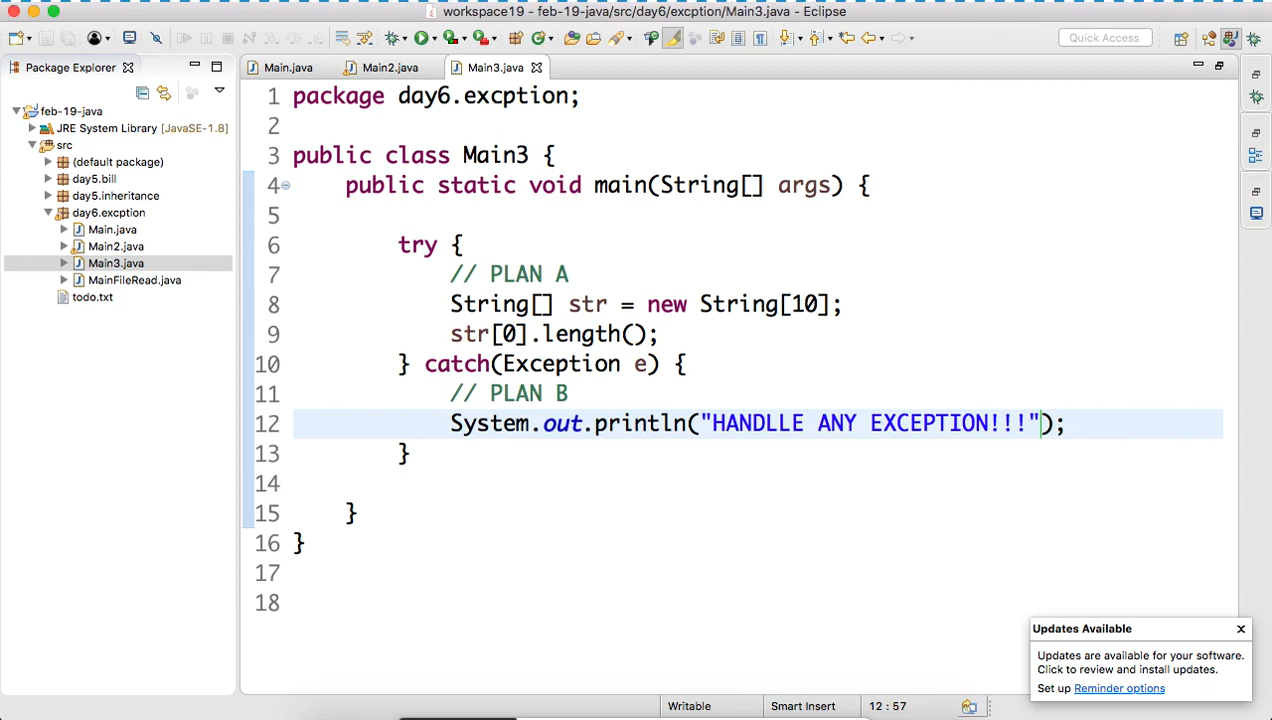 workspace19 - feb-19-java/src/day6/excption/Main3.java - Eclipse
Quick Access
Package Explorer
Main.java
Main2.java
Main3.java
feb-19-java
JRE System Library [JavaSE-1.8]
src
(default package)
day5.bill
day5.inheritance
day6.excption
Main.java
Main2.java
Main3.java
MainFileRead.java
todo.txt
1 package day6.excption;
2
3 public class Main3 {
4 public static void main(String[] args) {
5
6 try {
7 // PLAN A
8 String[] str = new String[10];
9 str[0].length();
10 } catch(Exception e) {
11 // PLAN B
12 System.out.println("HANDLLE ANY EXCEPTION!!!");
13 }
14
15 }
16 }
17
18
Updates Available
Updates are available for your software.
Click to review and install updates.
Set up Reminder options
Writable
Smart Insert
12 : 57